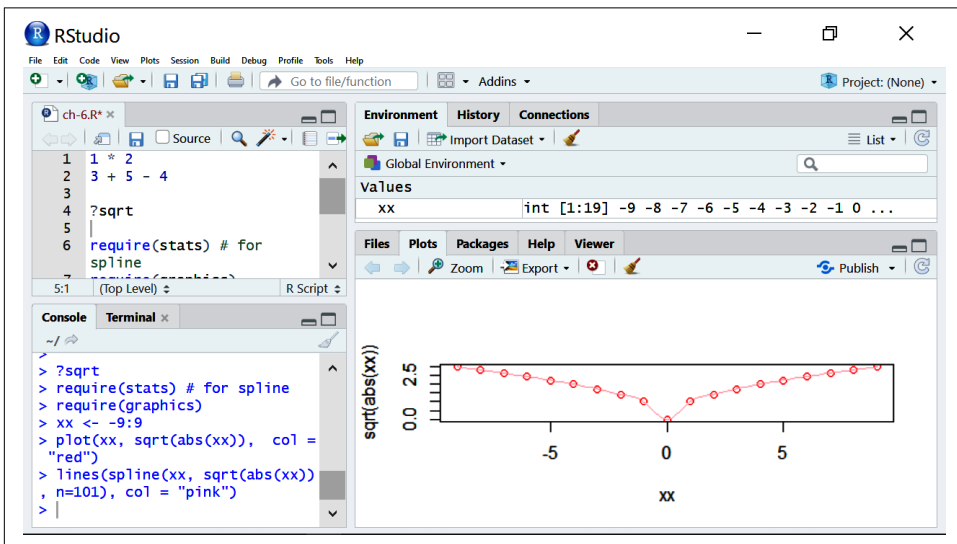 R RStudio
File Edit Code View Plots Session Build Debug Profile Tools Help
Go to file/function Addins R Project: (None)
ch-6.R*
Source
1 1 * 2
2 3 + 5 - 4
3
4 ?sqrt
5
6 require(stats) # for
spline
7 require(graphics)
5:1 (Top Level) R Script
Console Terminal
~/
>
> ?sqrt
> require(stats) # for spline
> require(graphics)
> xx <- -9:9
> plot(xx, sqrt(abs(xx)), col =
"red")
> lines(spline(xx, sqrt(abs(xx))
, n=101), col = "pink")
>
Environment History Connections
Import Dataset List
Global Environment
Values
xx int [1:19] -9 -8 -7 -6 -5 -4 -3 -2 -1 0 ...
Files Plots Packages Help Viewer
Zoom Export Publish
sqrt(abs(xx))
2.5
0.0
-5 0 5
xx